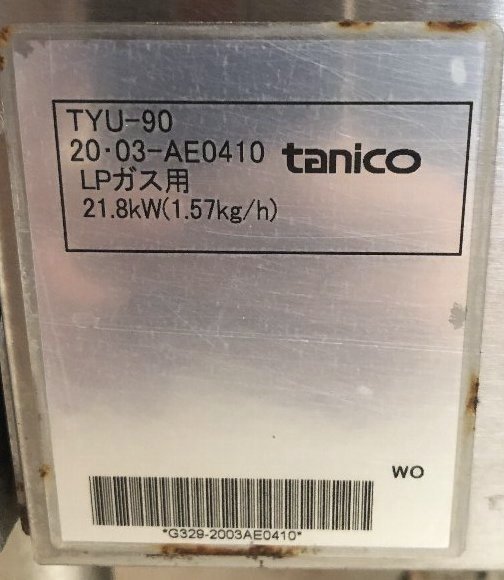 TYU-90
20・03-AE0410 tanico
LPガス用
21.8kW(1.57kg/h)
WO
*G329-2003AE0410*